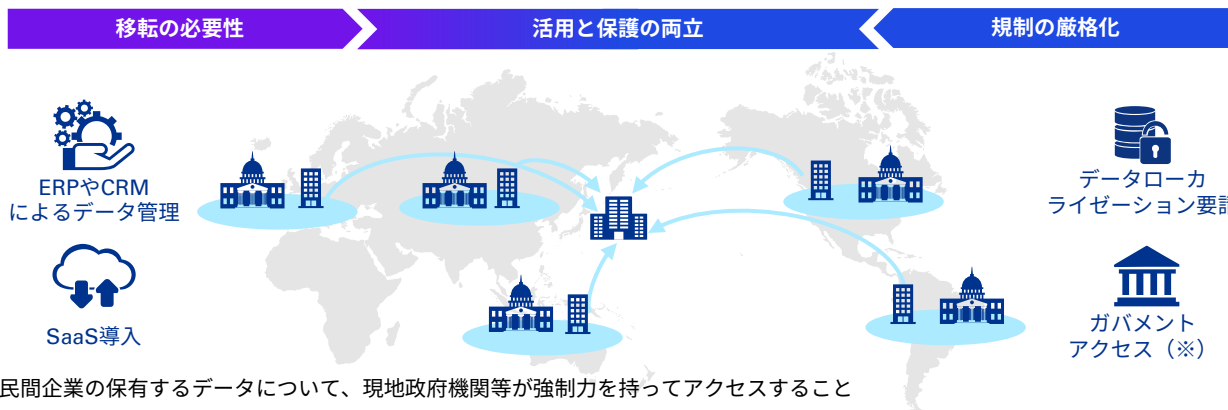 移転の必要性
活用と保護の両立
規制の厳格化
ERPやCRM
によるデータ管理
SaaS導入
データローカ
ライゼーション要
ガバメント
アクセス（※）
民間企業の保有するデータについて、現地政府機関等が強制力を持ってアクセスすること